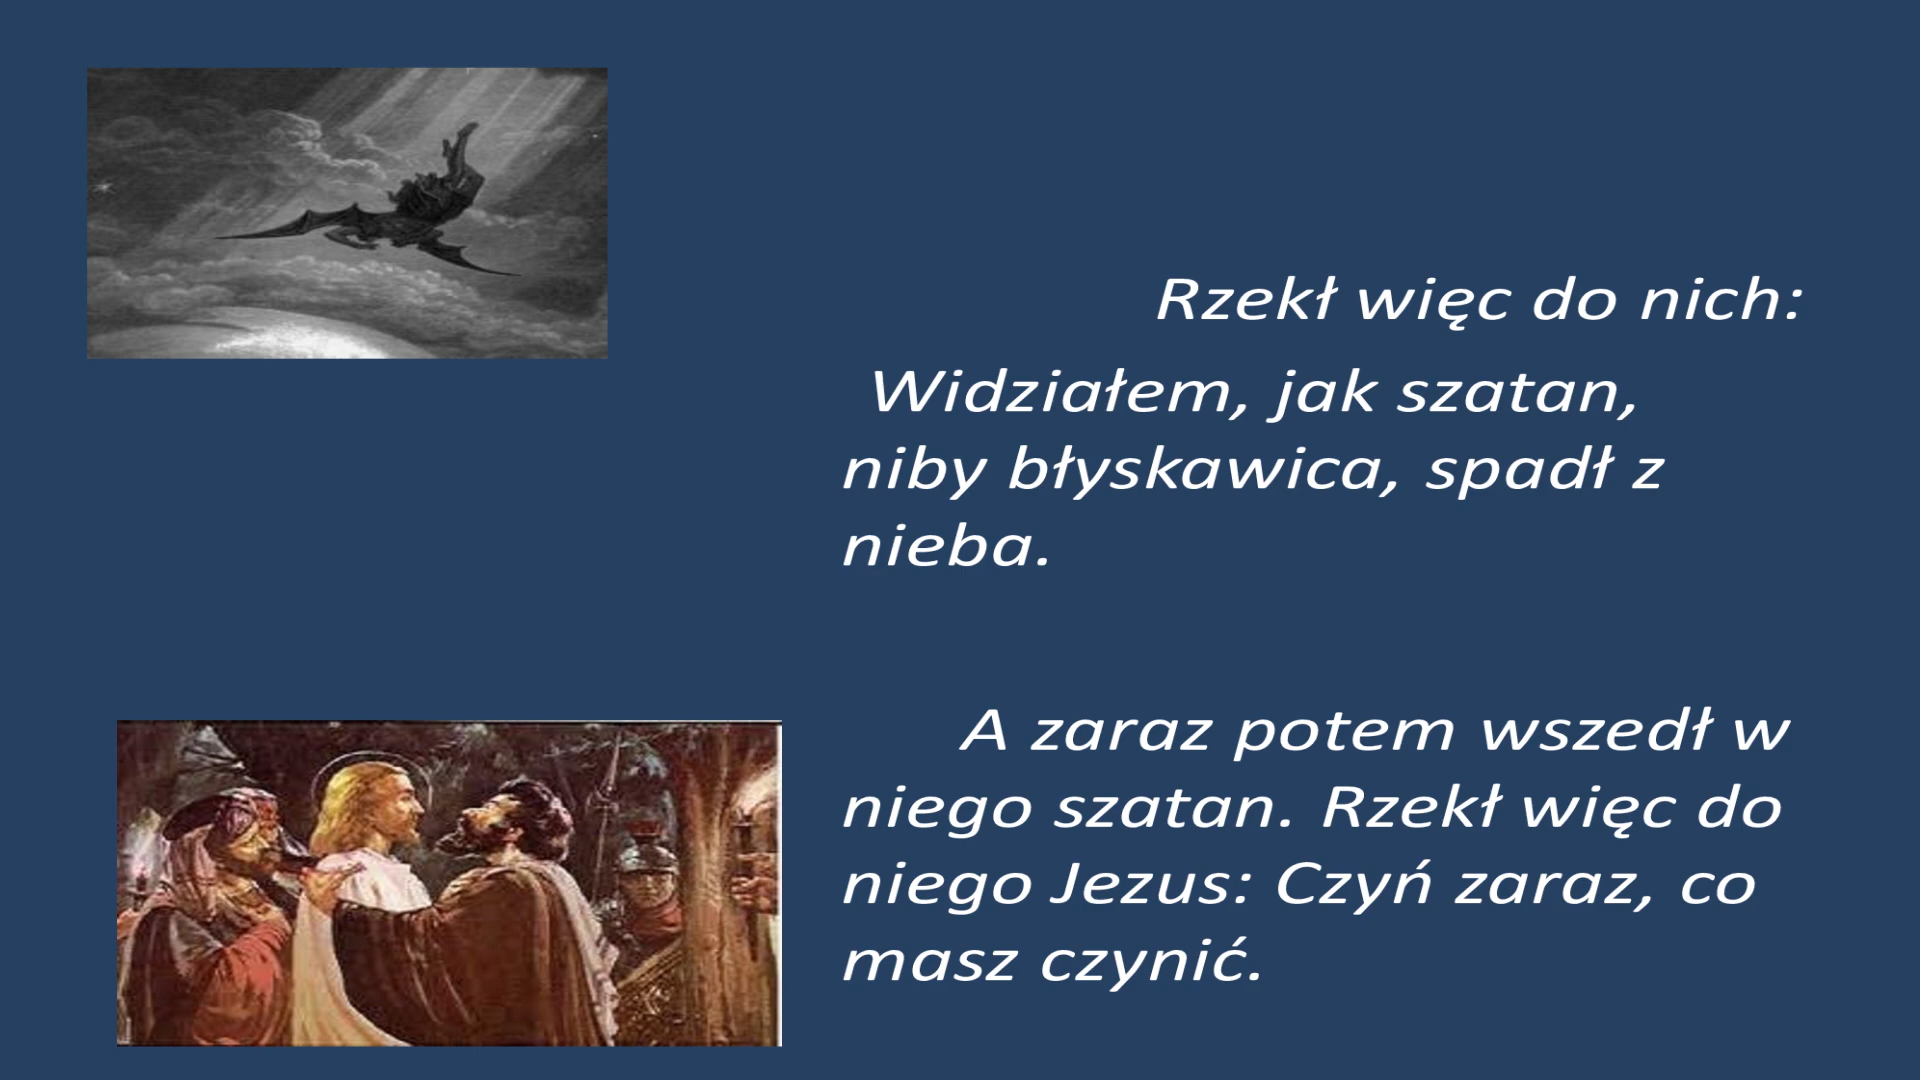 Rzekł więc do nich:
Widziałem, jak szatan,
niby błyskawica, spadł z
nieba.
A zaraz potem wszedł w
niego szatan. Rzekł więc do
niego Jezus: Czyń zaraz, co
masz czynić.